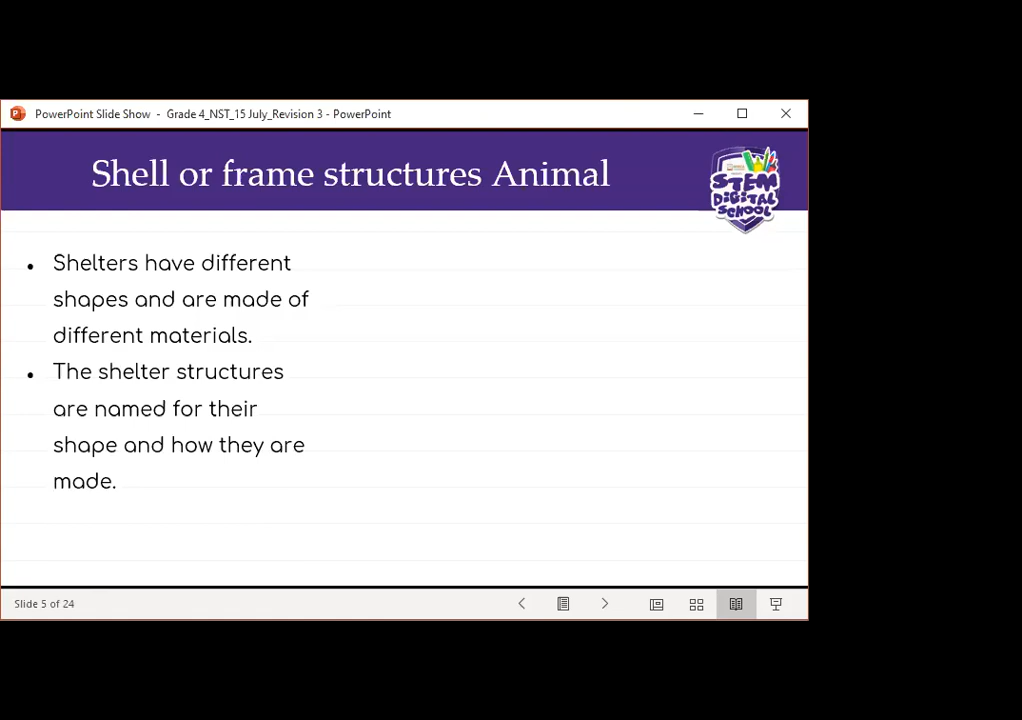 PowerPoint Slide Show - Grade 4_NST_15 July_Revision 3 - PowerPoint
Shell or frame structures Animal
STEM
DIGITAL
SCHOOL
• Shelters have different
shapes and are made of
different materials.
• The shelter structures
are named for their
shape and how they are
made.
Slide 5 of 24